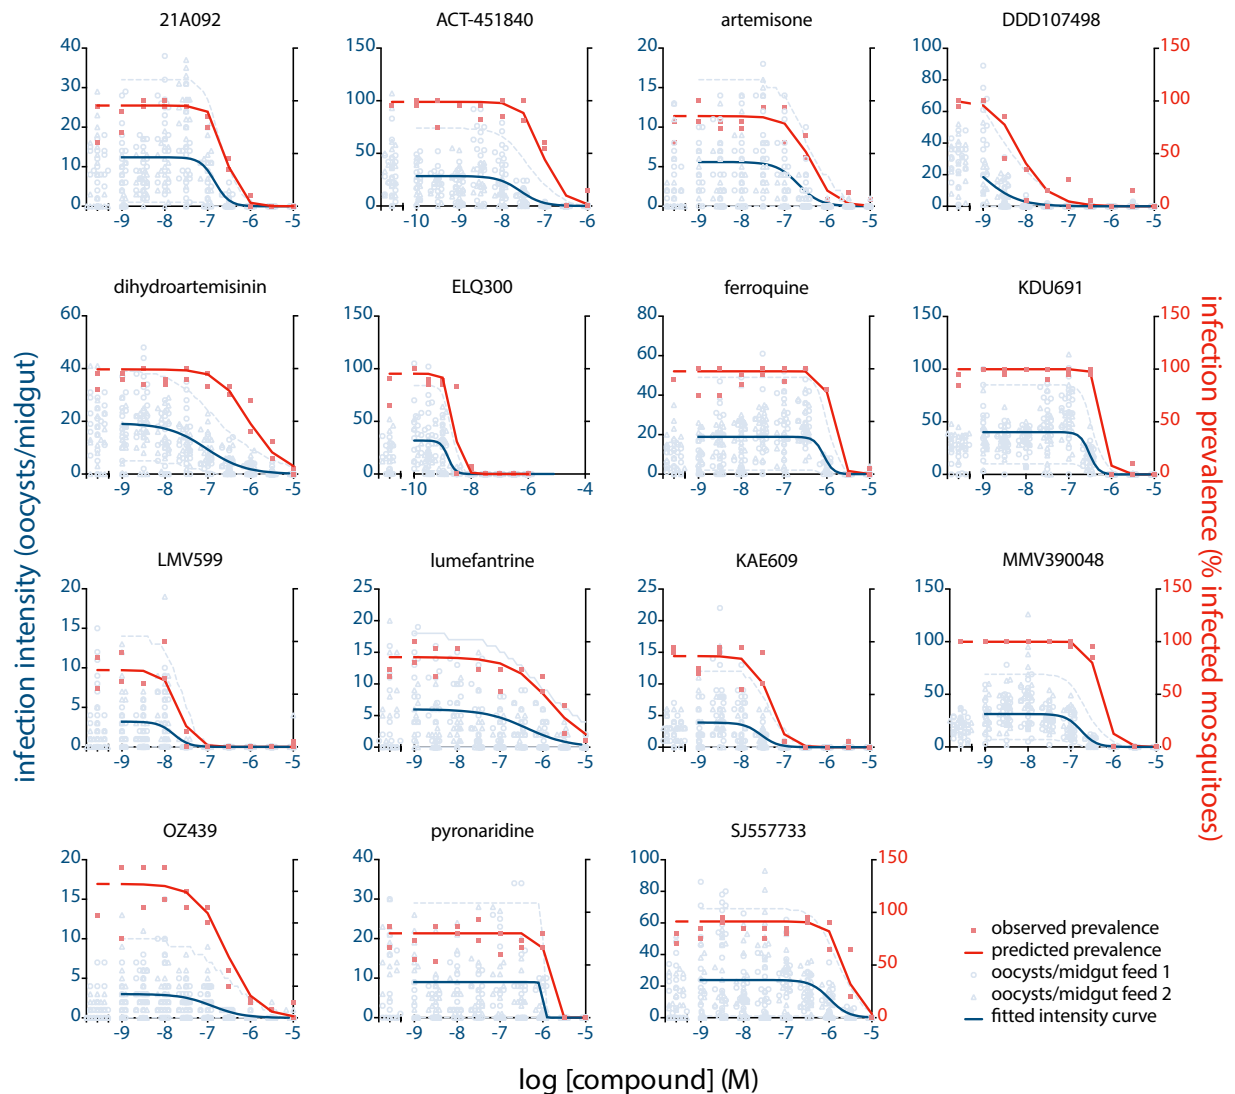 21A092
ACT-451840
artemisone
DDD107498
40
30
20
10
0
-9 -8 -7 -6 -5
150
100
50
0
-10 -9 -8 -7 -6
20
15
10
5
0
-9 -8 -7 -6 -5
100
80
60
40
20
0
-9 -8 -7 -6 -5
150
100
50
0
dihydroartemisinin
ELQ300
ferroquine
KDU691
60
40
20
0
-9 -8 -7 -6 -5
150
100
50
0
-10 -8 -6 -4
80
60
40
20
0
-9 -8 -7 -6 -5
150
100
50
0
-9 -8 -7 -6 -5
150
100
50
0
infection intensity (oocysts/midgut)
infection prevalence (% infected mosquitoes)
LMV599
lumefantrine
KAE609
MMV390048
20
15
10
5
0
-9 -8 -7 -6 -5
25
20
15
10
5
0
-9 -8 -7 -6 -5
25
20
15
10
5
0
-9 -8 -7 -6 -5
150
100
50
0
-9 -8 -7 -6 -5
150
100
50
0
OZ439
pyronaridine
SJ557733
20
15
10
5
0
-9 -8 -7 -6 -5
40
30
20
10
0
-9 -8 -7 -6 -5
100
80
60
40
20
0
-9 -8 -7 -6 -5
150
100
50
0
observed prevalence
predicted prevalence
oocysts/midgut feed 1
oocysts/midgut feed 2
fitted intensity curve
log [compound] (M)